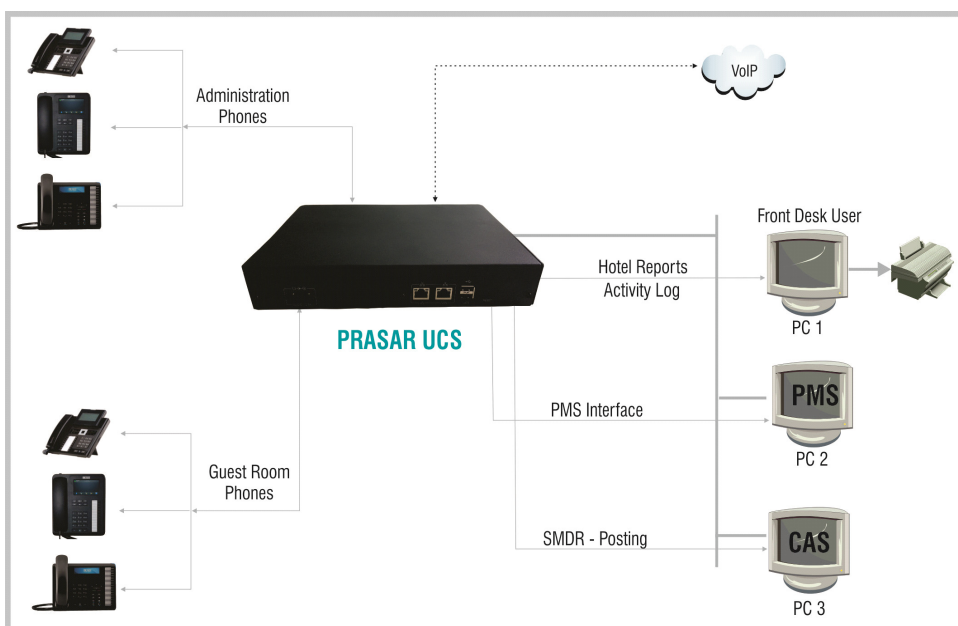 VoIP
Administration
Phones
Front Desk User
Hotel Reports
Activity Log
PC 1
PRASAR UCS
PMS
PMS Interface
PC 2
Guest Room
Phones
SMDR - Posting
CAS
PC 3